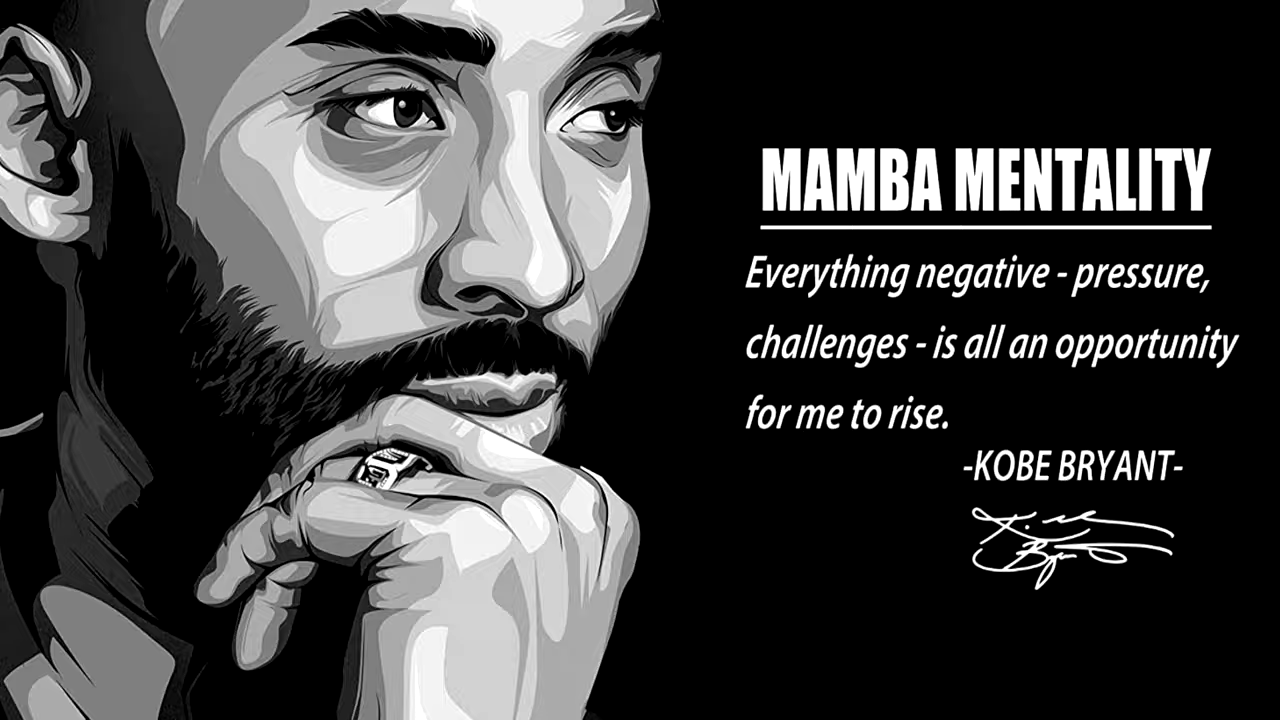 MAMBA MENTALITY
Everything negative - pressure,
challenges - is all an opportunity
for me to rise.
-KOBE BRYANT-